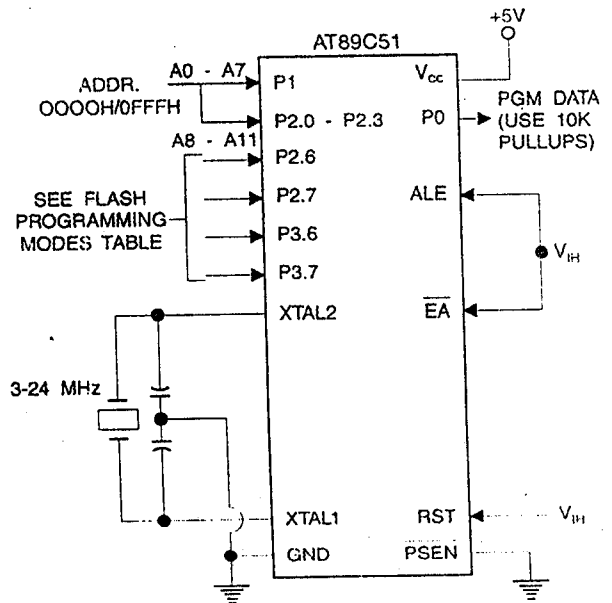 +5V
AT89C51
A0 - A7
ADDR.
0000H/0FFFH
P1
Vcc
P2.0 - P2.3
P0
PGM DATA
(USE 10K
PULLUPS)
A8 - A11
P2.6
SEE FLASH
PROGRAMMING
MODES TABLE
P2.7
ALE
P3.6
P3.7
VIH
XTAL2
EA
3-24 MHz
XTAL1
RST
VIH
GND
PSEN